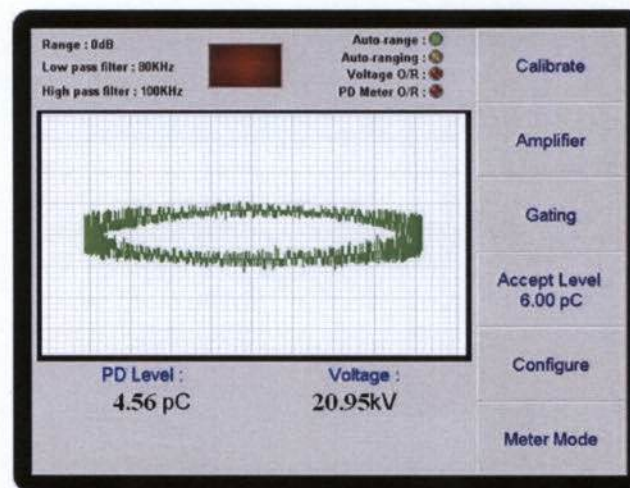 Range : 0dB
Low pass filter : 80KHz
High pass filter : 100KHz
Auto-range :
Auto-ranging :
Voltage O/R :
PD Meter O/R :
Calibrate
Amplifier
Gating
Accept Level
6.00 pC
Configure
Meter Mode
PD Level :
4.56 pC
Voltage :
20.95kV